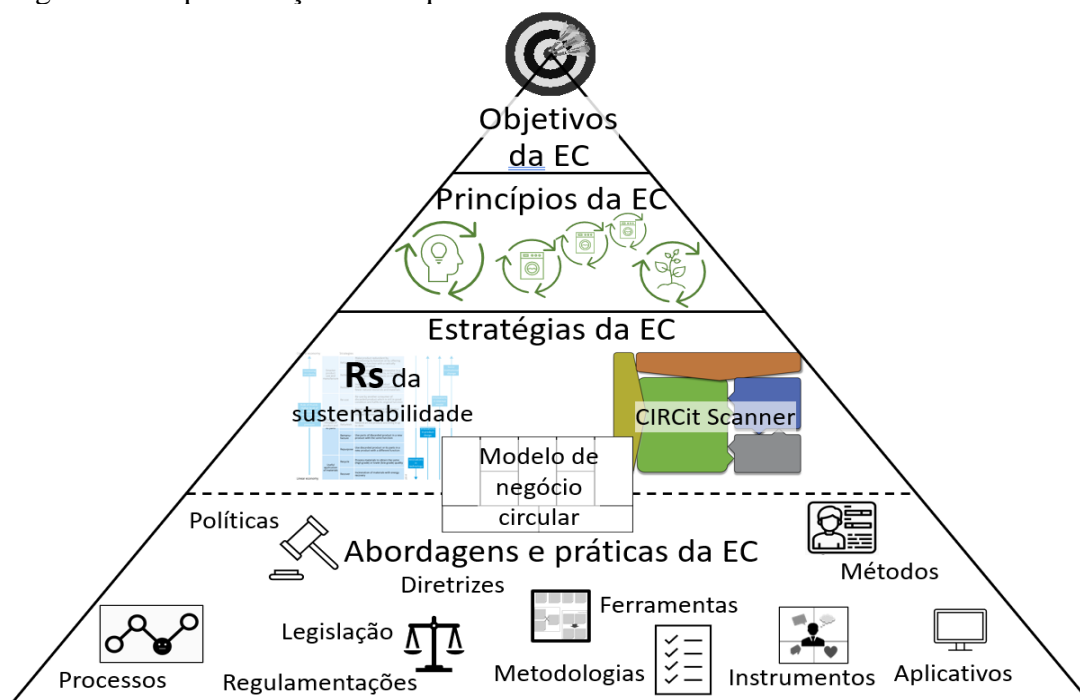 Objetivos
da EC
Princípios da EC
Estratégias da EC
Rs da
sustentabilidade
CIRCit Scanner
Modelo de
negócio
circular
Políticas
Abordagens e práticas da EC
Diretrizes
Métodos
Ferramentas
Legislação
Processos
Regulamentações
Metodologias
Instrumentos
Aplicativos